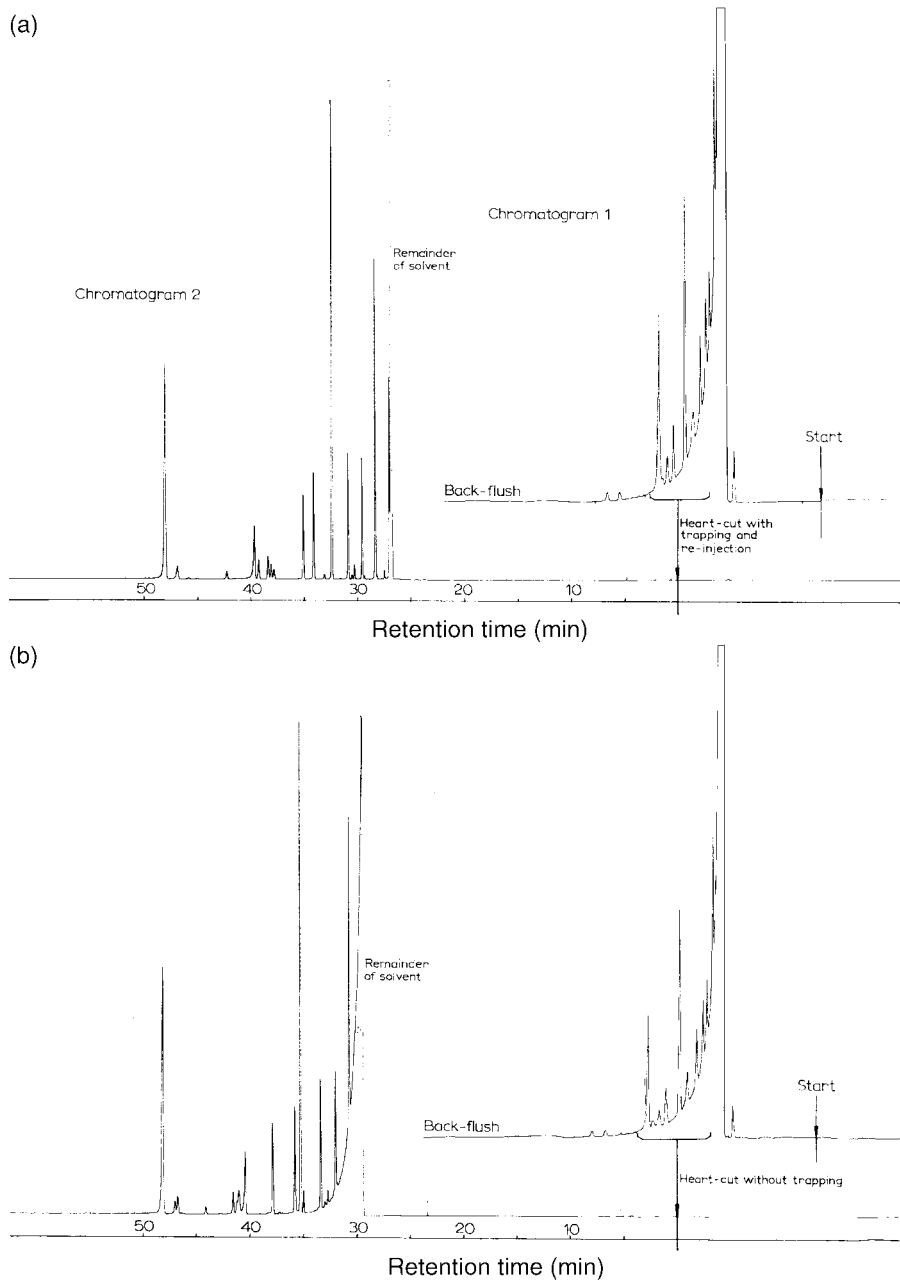 (a)
Chromatogram 1
Remainder
of solvent
Chromatogram 2
Start
Back-flush
Heart-cut with
trapping and
re-injection
50
40
30
20
10
Retention time (min)
(b)
Remainder
of solvent
Start
Back-flush
Heart-cut without trapping
50
40
30
20
10
Retention time (min)